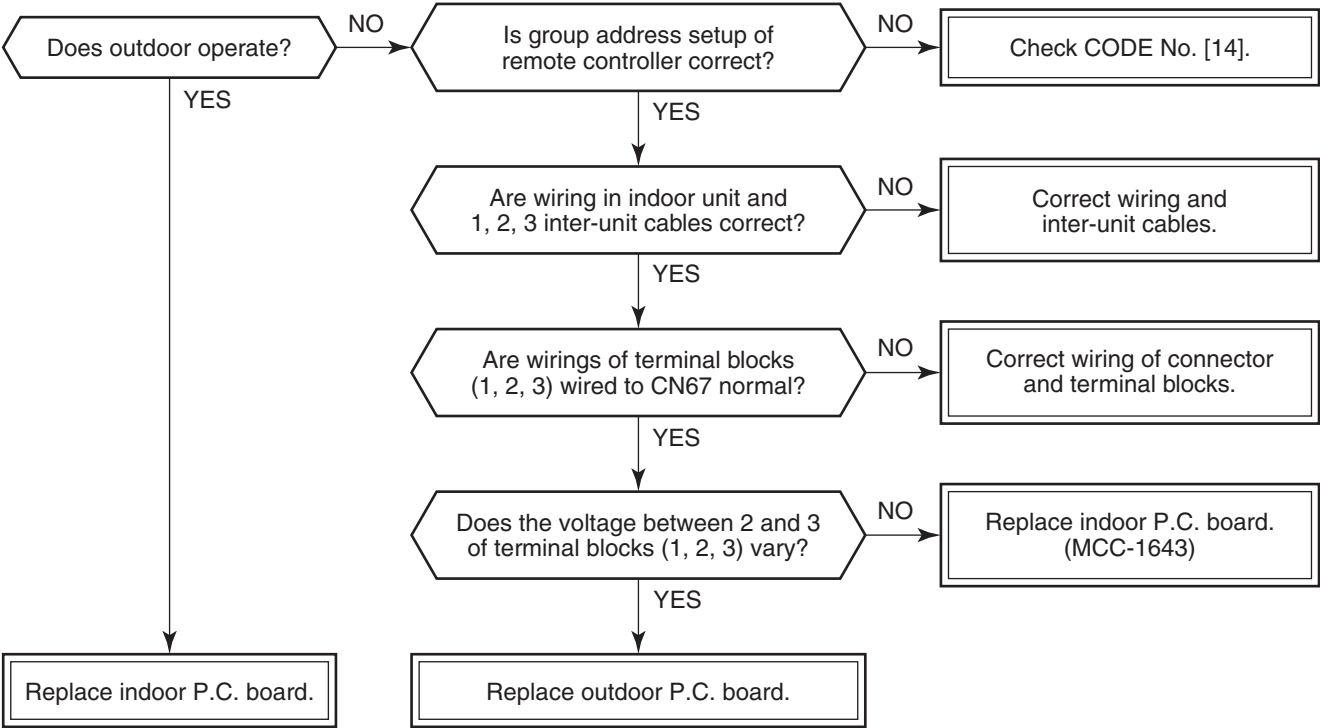 Does outdoor operate?
NO
Is group address setup of
remote controller correct?
NO
Check CODE No. [14].
YES
YES
Are wiring in indoor unit and
1, 2, 3 inter-unit cables correct?
NO
Correct wiring and
inter-unit cables.
YES
Are wirings of terminal blocks
(1, 2, 3) wired to CN67 normal?
NO
Correct wiring of connector
and terminal blocks.
YES
Does the voltage between 2 and 3
of terminal blocks (1, 2, 3) vary?
NO
Replace indoor P.C. board.
(MCC-1643)
YES
Replace indoor P.C. board.
Replace outdoor P.C. board.